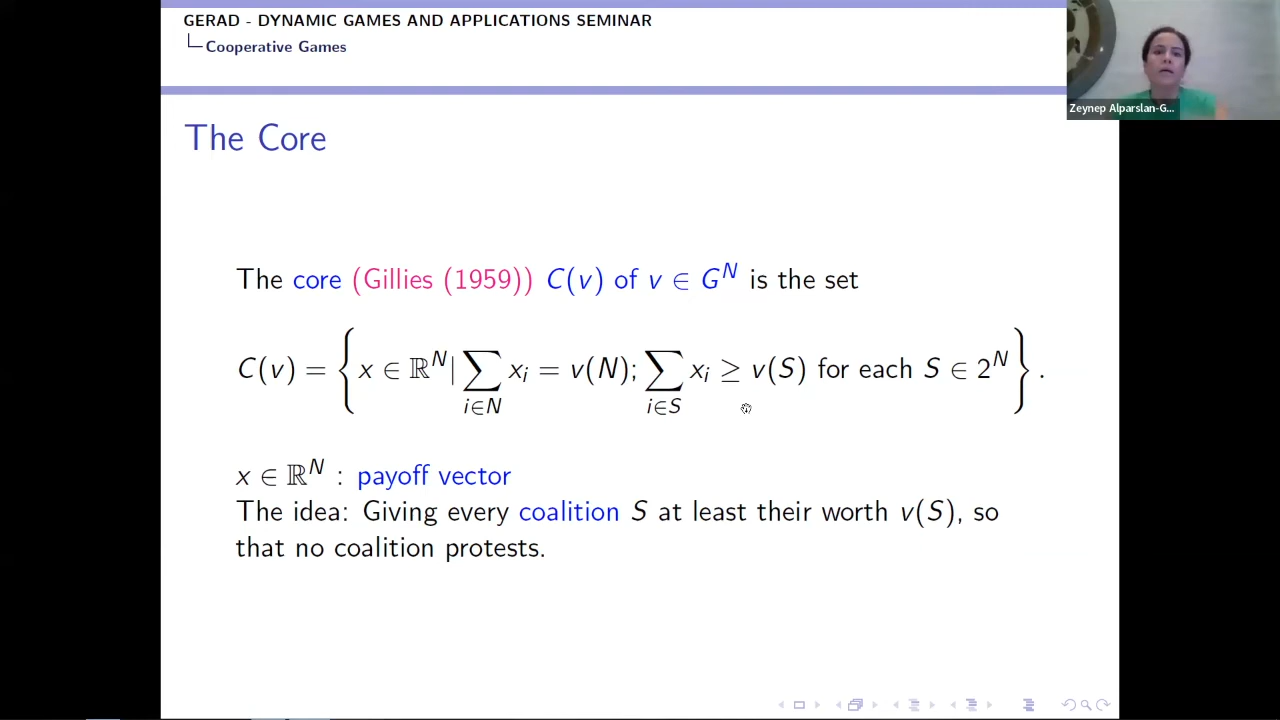 GERAD - DYNAMIC GAMES AND APPLICATIONS SEMINAR
Cooperative Games
Zeynep Alparslan-G...
The Core
The core (Gillies (1959)) C(v) of v ∈ G^N is the set
C(v) = { x ∈ ℝ^N | ∑_{i∈N} x_i = v(N); ∑_{i∈S} x_i ≥ v(S) for each S ∈ 2^N } .
x ∈ ℝ^N : payoff vector
The idea: Giving every coalition S at least their worth v(S), so
that no coalition protests.